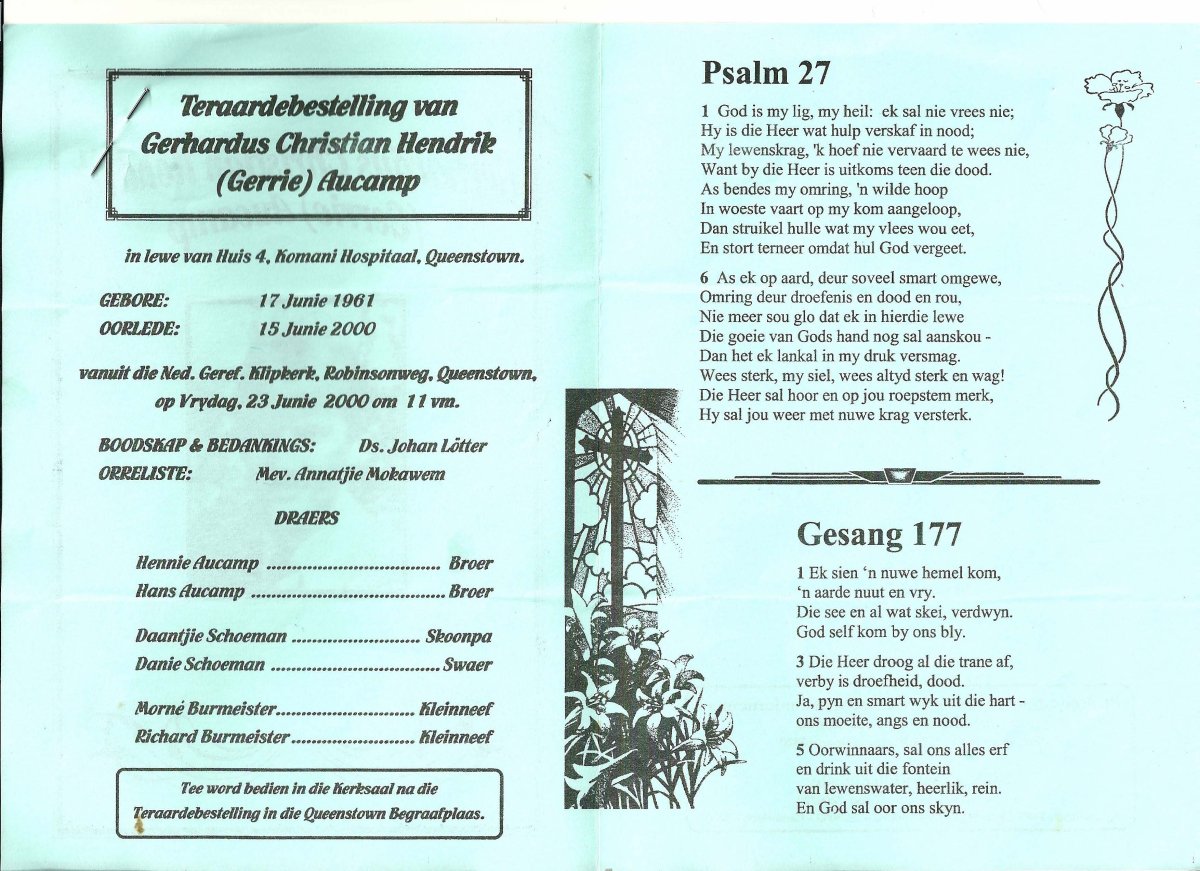 Teraardebestelling van
Gerhardus Christian Hendrik
(Gerrie) Aucamp
in lewe van Huis 4, Komani Hospitaal, Queenstown.
GEBORE: 17 Junie 1961
OORLEDE: 15 Junie 2000
vanuit die Ned. Geref. Klipkerk, Robinsonweg, Queenstown,
op Vrydag, 23 Junie 2000 om 11 vm.
BOODSKAP & BEDANKINGS: Ds. Johan Lötter
ORRELISTE: Mev. Annatjie Mokawem
DRAERS
Hennie Aucamp .................................. Broer
Hans Aucamp ...................................... Broer
Daantjie Schoeman ......................... Skoonpa
Danie Schoeman ................................. Swaer
Morné Burmeister........................... Kleinneef
Richard Burmeister........................ Kleinneef
Tee word bedien in die Kerksaal na die
Teraardebestelling in die Queenstown Begraafplaas.
Psalm 27
1 God is my lig, my heil: ek sal nie vrees nie;
Hy is die Heer wat hulp verskaf in nood;
My lewenskrag, 'k hoef nie vervaard te wees nie,
Want by die Heer is uitkoms teen die dood.
As bendes my omring, 'n wilde hoop
In woeste vaart op my kom aangeloop,
Dan struikel hulle wat my vlees wou eet,
En stort terneer omdat hul God vergeet.
6 As ek op aard, deur soveel smart omgewe,
Omring deur droefenis en dood en rou,
Nie meer sou glo dat ek in hierdie lewe
Die goeie van Gods hand nog sal aanskou -
Dan het ek lankal in my druk versmag.
Wees sterk, my siel, wees altyd sterk en wag!
Die Heer sal hoor en op jou roepstem merk,
Hy sal jou weer met nuwe krag versterk.
Gesang 177
1 Ek sien ‘n nuwe hemel kom,
‘n aarde nuut en vry.
Die see en al wat skei, verdwyn.
God self kom by ons bly.
3 Die Heer droog al die trane af,
verby is droefheid, dood.
Ja, pyn en smart wyk uit die hart -
ons moeite, angs en nood.
5 Oorwinnaars, sal ons alles erf
en drink uit die fontein
van lewenswater, heerlik, rein.
En God sal oor ons skyn.